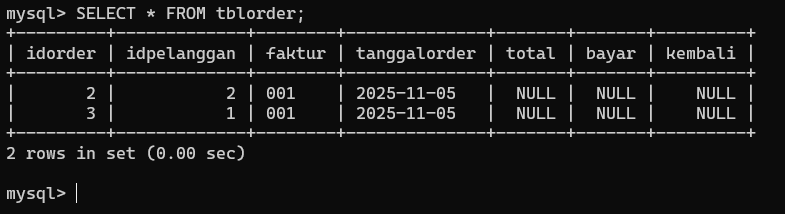 mysql> SELECT * FROM tblorder;
+---------+-------------+--------+--------------+-------+-------+---------+
| idorder | idpelanggan | faktur | tanggalorder | total | bayar | kembali |
+---------+-------------+--------+--------------+-------+-------+---------+
|       2 |           2 | 001    | 2025-11-05   |  NULL |  NULL |    NULL |
|       3 |           1 | 001    | 2025-11-05   |  NULL |  NULL |    NULL |
+---------+-------------+--------+--------------+-------+-------+---------+
2 rows in set (0.00 sec)
mysql>